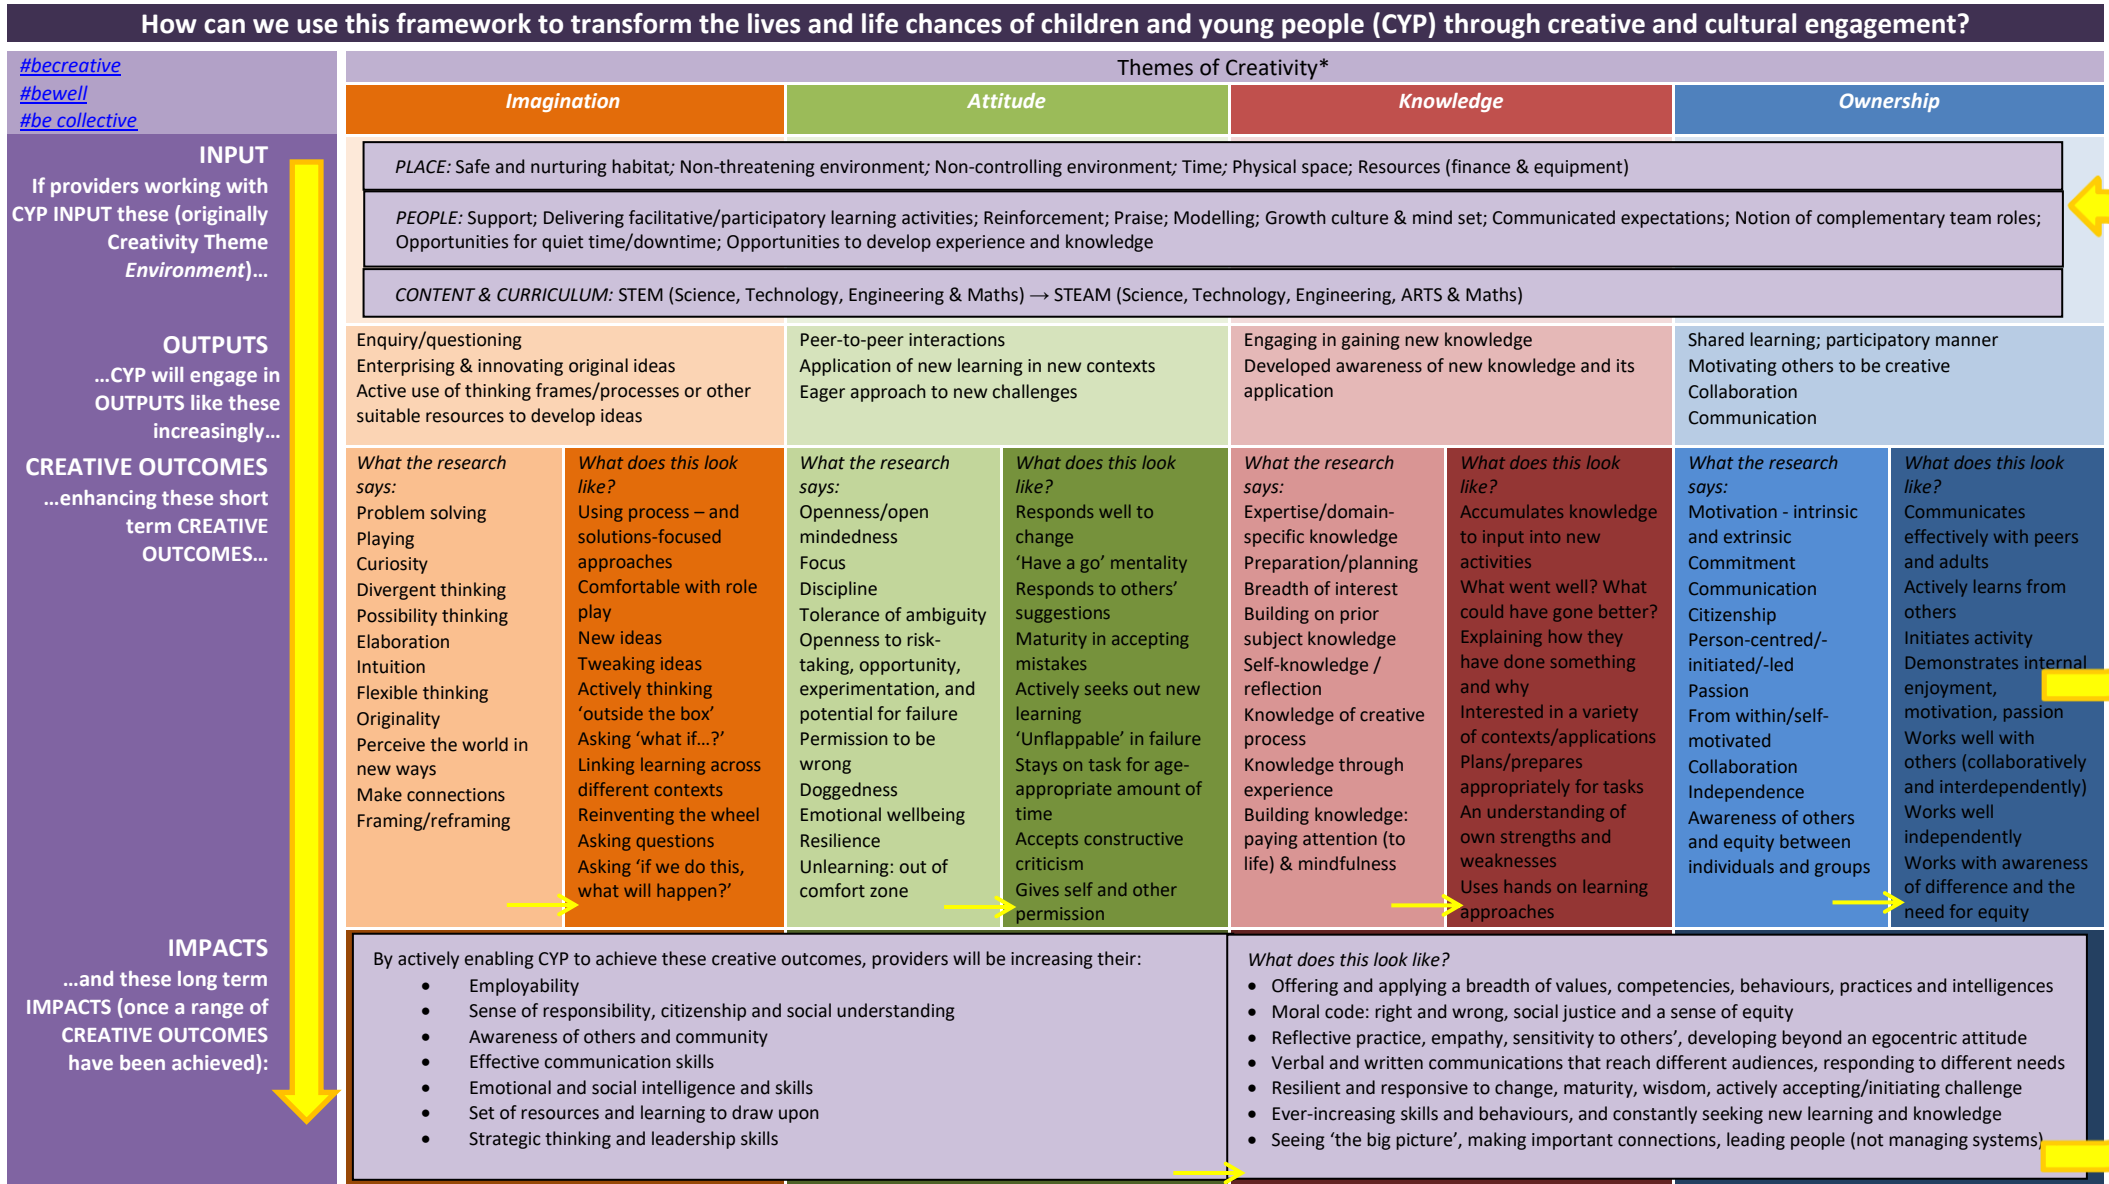 How can we use this framework to transform the lives and life chances of children and young people (CYP) through creative and cultural engagement?
#becreative
#bewell
#be collective
Themes of Creativity*
Imagination
Attitude
Knowledge
Ownership
INPUT
If providers working with
CYP INPUT these (originally
Creativity Theme
Environment)...
PLACE: Safe and nurturing habitat; Non-threatening environment; Non-controlling environment; Time; Physical space; Resources (finance & equipment)
PEOPLE: Support; Delivering facilitative/participatory learning activities; Reinforcement; Praise; Modelling; Growth culture & mind set; Communicated expectations; Notion of complementary team roles;
Opportunities for quiet time/downtime; Opportunities to develop experience and knowledge
CONTENT & CURRICULUM: STEM (Science, Technology, Engineering & Maths) → STEAM (Science, Technology, Engineering, ARTS & Maths)
OUTPUTS
...CYP will engage in
OUTPUTS like these
increasingly...
Enquiry/questioning
Enterprising & innovating original ideas
Active use of thinking frames/processes or other
suitable resources to develop ideas
Peer-to-peer interactions
Application of new learning in new contexts
Eager approach to new challenges
Engaging in gaining new knowledge
Developed awareness of new knowledge and its
application
Shared learning; participatory manner
Motivating others to be creative
Collaboration
Communication
CREATIVE OUTCOMES
...enhancing these short
term CREATIVE
OUTCOMES...
What the research
says:
Problem solving
Playing
Curiosity
Divergent thinking
Possibility thinking
Elaboration
Intuition
Flexible thinking
Originality
Perceive the world in
new ways
Make connections
Framing/reframing
What does this look
like?
Using process – and
solutions-focused
approaches
Comfortable with role
play
New ideas
Tweaking ideas
Actively thinking
‘outside the box’
Asking ‘what if...?’
Linking learning across
different contexts
Reinventing the wheel
Asking questions
Asking ‘if we do this,
what will happen?’
What the research
says:
Openness/open
mindedness
Focus
Discipline
Tolerance of ambiguity
Openness to risk-
taking, opportunity,
experimentation, and
potential for failure
Permission to be
wrong
Doggedness
Emotional wellbeing
Resilience
Unlearning: out of
comfort zone
What does this look
like?
Responds well to
change
‘Have a go’ mentality
Responds to others’
suggestions
Maturity in accepting
mistakes
Actively seeks out new
learning
‘Unflappable’ in failure
Stays on task for age-
appropriate amount of
time
Accepts constructive
criticism
Gives self and other
permission
What the research
says:
Expertise/domain-
specific knowledge
Preparation/planning
Breadth of interest
Building on prior
subject knowledge
Self-knowledge /
reflection
Knowledge of creative
process
Knowledge through
experience
Building knowledge:
paying attention (to
life) & mindfulness
What does this look
like?
Accumulates knowledge
to input into new
activities
What went well? What
could have gone better?
Explaining how they
have done something
and why
Interested in a variety
of contexts/applications
Plans/prepares
appropriately for tasks
An understanding of
own strengths and
weaknesses
Uses hands on learning
approaches
What the research
says:
Motivation - intrinsic
and extrinsic
Commitment
Communication
Citizenship
Person-centred/-
initiated/-led
Passion
From within/self-
motivated
Collaboration
Independence
Awareness of others
and equity between
individuals and groups
What does this look
like?
Communicates
effectively with peers
and adults
Actively learns from
others
Initiates activity
Demonstrates internal
enjoyment,
motivation, passion
Works well with
others (collaboratively
and interdependently)
Works well
independently
Works with awareness
of difference and the
need for equity
IMPACTS
...and these long term
IMPACTS (once a range of
CREATIVE OUTCOMES
have been achieved):
By actively enabling CYP to achieve these creative outcomes, providers will be increasing their:
• Employability
• Sense of responsibility, citizenship and social understanding
• Awareness of others and community
• Effective communication skills
• Emotional and social intelligence and skills
• Set of resources and learning to draw upon
• Strategic thinking and leadership skills
What does this look like?
• Offering and applying a breadth of values, competencies, behaviours, practices and intelligences
• Moral code: right and wrong, social justice and a sense of equity
• Reflective practice, empathy, sensitivity to others’, developing beyond an egocentric attitude
• Verbal and written communications that reach different audiences, responding to different needs
• Resilient and responsive to change, maturity, wisdom, actively accepting/initiating challenge
• Ever-increasing skills and behaviours, and constantly seeking new learning and knowledge
• Seeing ‘the big picture’, making important connections, leading people (not managing systems)